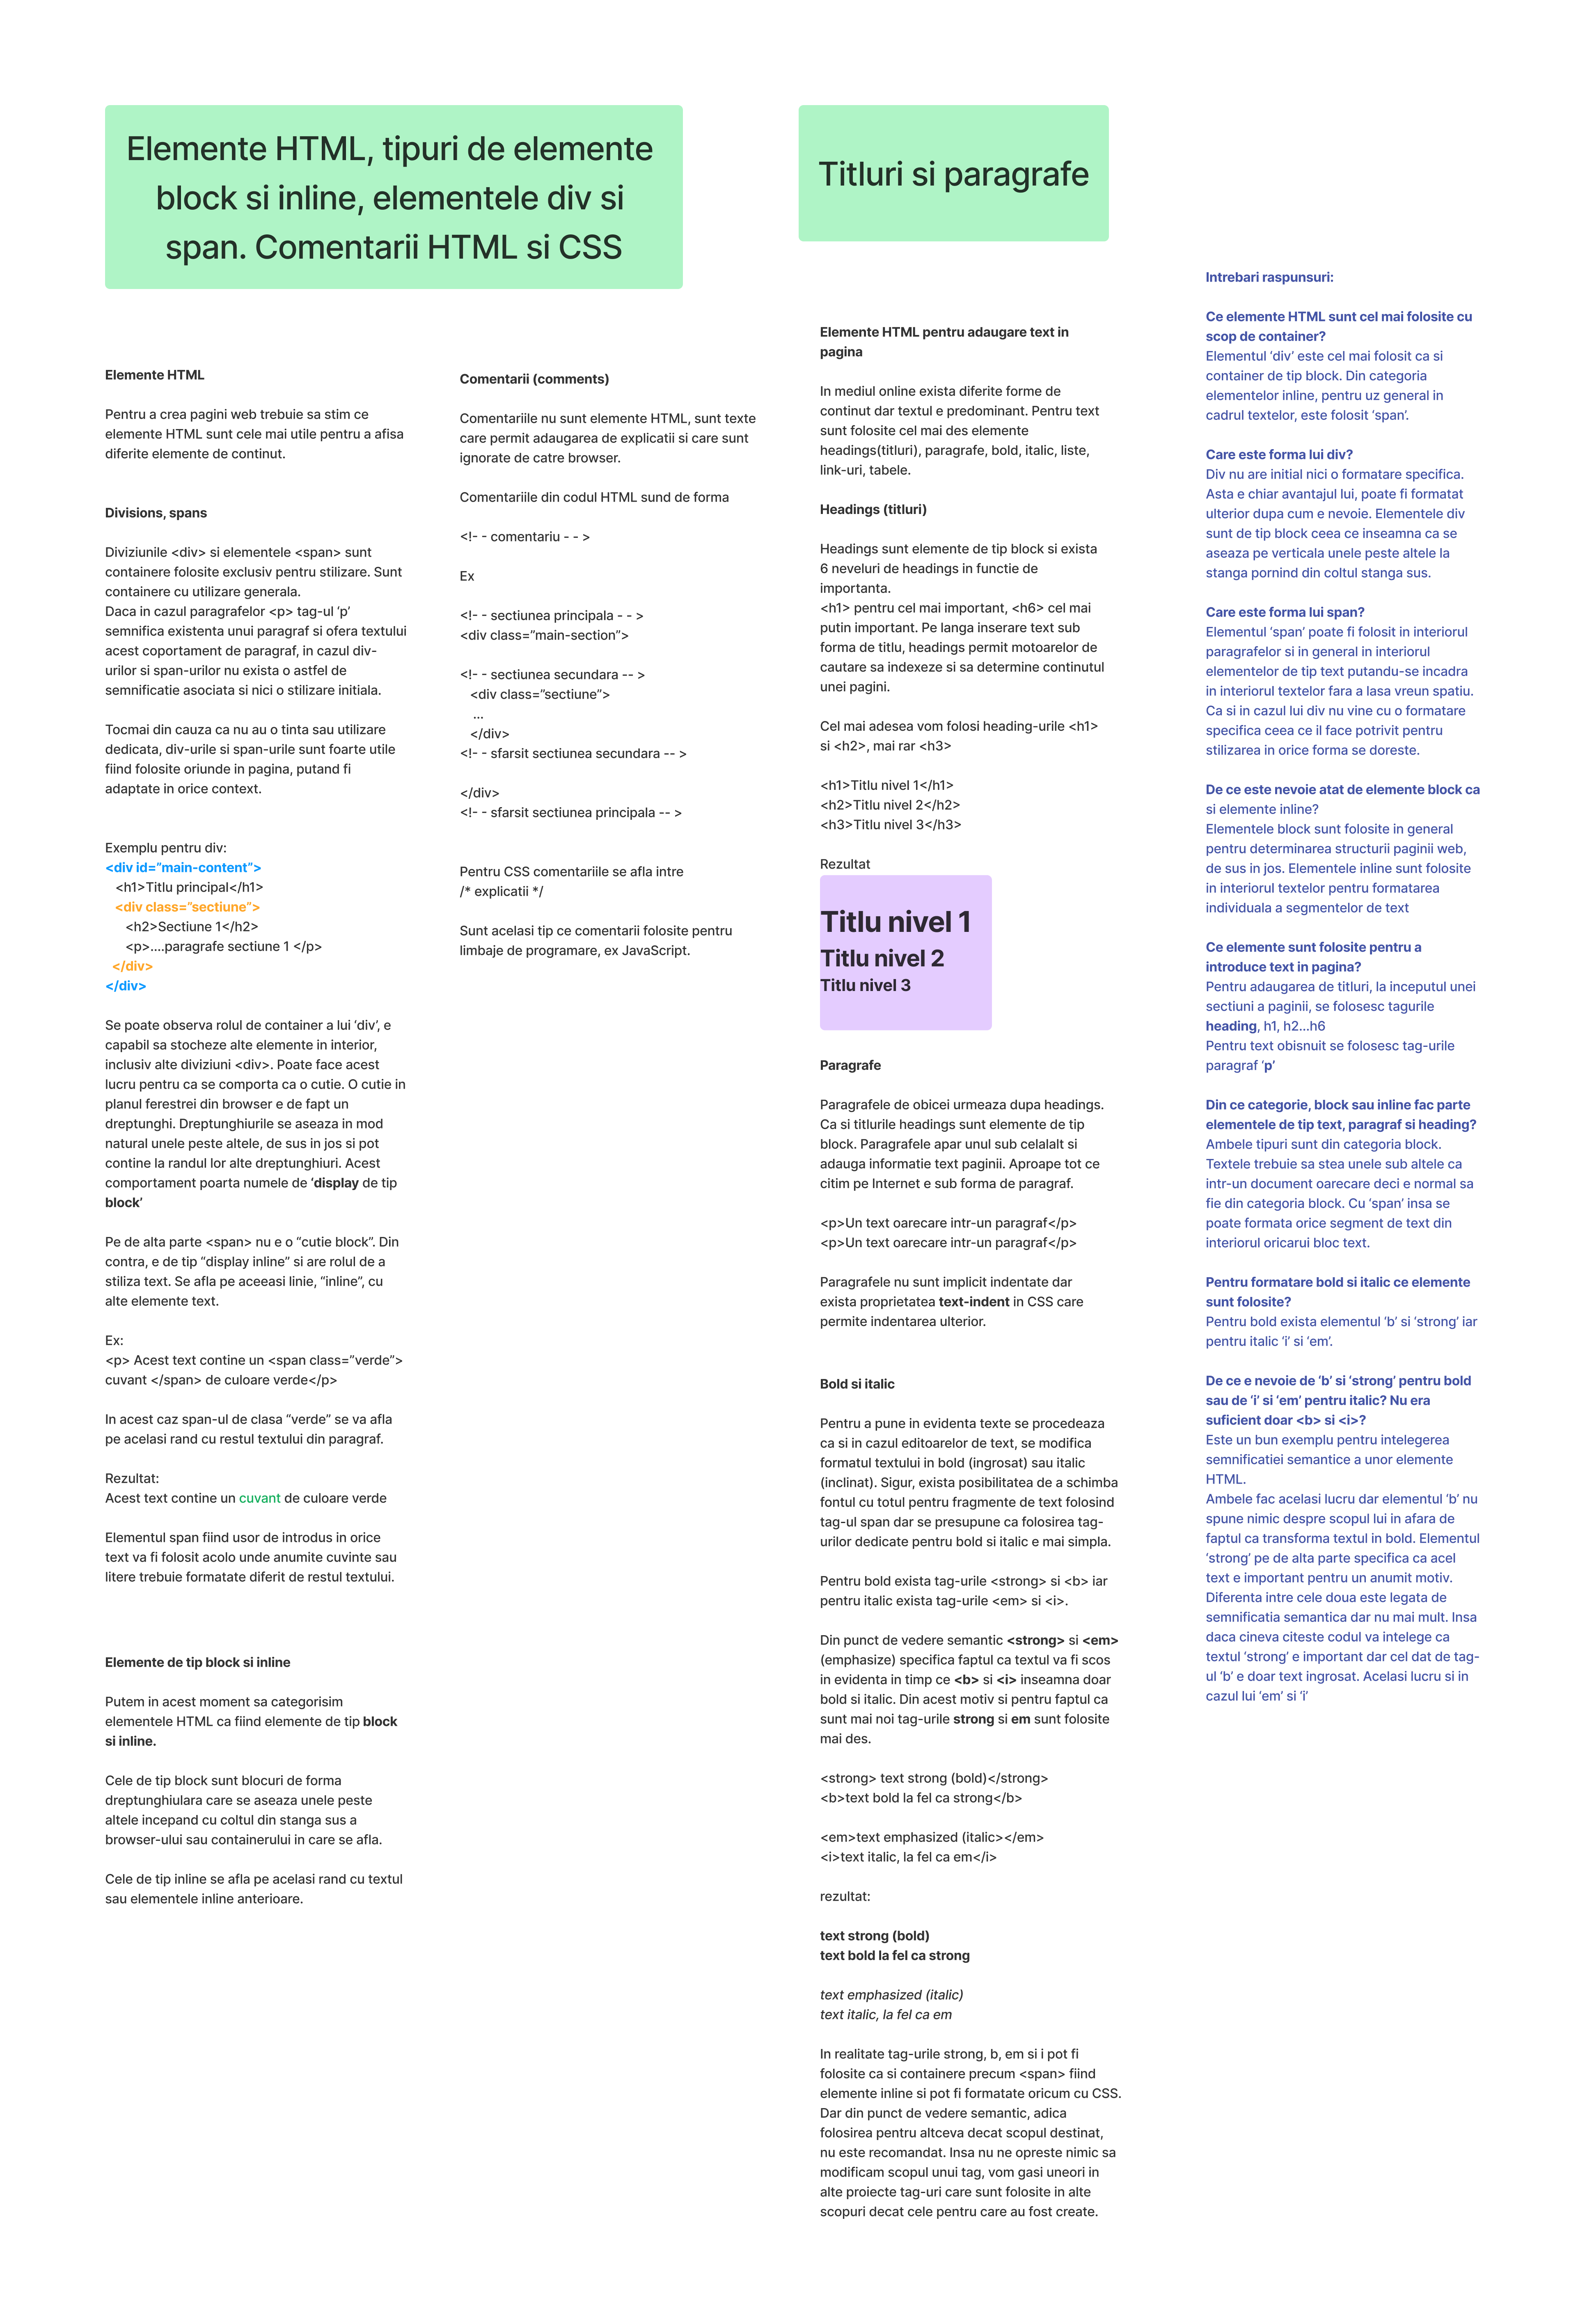 Elemente HTML, tipuri de elemente
block si inline, elementele div si
span. Comentarii HTML si CSS
Elemente HTML
Pentru a crea pagini web trebuie sa stim ce
elemente HTML sunt cele mai utile pentru a afisa
diferite elemente de continut.
Divisions, spans
Diviziunile <div> si elementele <span> sunt
containere folosite exclusiv pentru stilizare. Sunt
containere cu utilizare generala.
Daca in cazul paragrafelor <p> tag-ul ‘p’
semnifica existenta unui paragraf si ofera textului
acest coportament de paragraf, in cazul div-
urilor si span-urilor nu exista o astfel de
semnificatie asociata si nici o stilizare initiala.
Tocmai din cauza ca nu au o tinta sau utilizare
dedicata, div-urile si span-urile sunt foarte utile
fiind folosite oriunde in pagina, putand fi
adaptate in orice context.
Exemplu pentru div:
<div id=”main-content”>
<h1>Titlu principal</h1>
<div class=”sectiune”>
<h2>Sectiune 1</h2>
<p>....paragrafe sectiune 1 </p>
</div>
</div>
Se poate observa rolul de container a lui ‘div’, e
capabil sa stocheze alte elemente in interior,
inclusiv alte diviziuni <div>. Poate face acest
lucru pentru ca se comporta ca o cutie. O cutie in
planul ferestrei din browser e de fapt un
dreptunghi. Dreptunghiurile se aseaza in mod
natural unele peste altele, de sus in jos si pot
contine la randul lor alte dreptunghiuri. Acest
comportament poarta numele de ‘display de tip
block’
Pe de alta parte <span> nu e o “cutie block”. Din
contra, e de tip “display inline” si are rolul de a
stiliza text. Se afla pe aceeasi linie, “inline”, cu
alte elemente text.
Ex:
<p> Acest text contine un <span class=”verde”>
cuvant </span> de culoare verde</p>
In acest caz span-ul de clasa “verde” se va afla
pe acelasi rand cu restul textului din paragraf.
Rezultat:
Acest text contine un cuvant de culoare verde
Elementul span fiind usor de introdus in orice
text va fi folosit acolo unde anumite cuvinte sau
litere trebuie formatate diferit de restul textului.
Elemente de tip block si inline
Putem in acest moment sa categorisim
elementele HTML ca fiind elemente de tip block
si inline.
Cele de tip block sunt blocuri de forma
dreptunghiulara care se aseaza unele peste
altele incepand cu coltul din stanga sus a
browser-ului sau containerului in care se afla.
Cele de tip inline se afla pe acelasi rand cu textul
sau elementele inline anterioare.
Comentarii (comments)
Comentariile nu sunt elemente HTML, sunt texte
care permit adaugarea de explicatii si care sunt
ignorate de catre browser.
Comentariile din codul HTML sund de forma
<!- - comentariu - - >
Ex
<!- - sectiunea principala - - >
<div class=”main-section”>
<!- - sectiunea secundara -- >
<div class=”sectiune”>
...
</div>
<!- - sfarsit sectiunea secundara -- >
</div>
<!- - sfarsit sectiunea principala -- >
Pentru CSS comentariile se afla intre
/* explicatii */
Sunt acelasi tip ce comentarii folosite pentru
limbaje de programare, ex JavaScript.
Titluri si paragrafe
Elemente HTML pentru adaugare text in
pagina
In mediul online exista diferite forme de
continut dar textul e predominant. Pentru text
sunt folosite cel mai des elemente
headings(titluri), paragrafe, bold, italic, liste,
link-uri, tabele.
Headings (titluri)
Headings sunt elemente de tip block si exista
6 neveluri de headings in functie de
importanta.
<h1> pentru cel mai important, <h6> cel mai
putin important. Pe langa inserare text sub
forma de titlu, headings permit motoarelor de
cautare sa indexeze si sa determine continutul
unei pagini.
Cel mai adesea vom folosi heading-urile <h1>
si <h2>, mai rar <h3>
<h1>Titlu nivel 1</h1>
<h2>Titlu nivel 2</h2>
<h3>Titlu nivel 3</h3>
Rezultat
Titlu nivel 1
Titlu nivel 2
Titlu nivel 3
Paragrafe
Paragrafele de obicei urmeaza dupa headings.
Ca si titlurile headings sunt elemente de tip
block. Paragrafele apar unul sub celalalt si
adauga informatie text paginii. Aproape tot ce
citim pe Internet e sub forma de paragraf.
<p>Un text oarecare intr-un paragraf</p>
<p>Un text oarecare intr-un paragraf</p>
Paragrafele nu sunt implicit indentate dar
exista proprietatea text-indent in CSS care
permite indentarea ulterior.
Bold si italic
Pentru a pune in evidenta texte se procedeaza
ca si in cazul editoarelor de text, se modifica
formatul textului in bold (ingrosat) sau italic
(inclinat). Sigur, exista posibilitatea de a schimba
fontul cu totul pentru fragmente de text folosind
tag-ul span dar se presupune ca folosirea tag-
urilor dedicate pentru bold si italic e mai simpla.
Pentru bold exista tag-urile <strong> si <b> iar
pentru italic exista tag-urile <em> si <i>.
Din punct de vedere semantic <strong> si <em>
(emphasize) specifica faptul ca textul va fi scos
in evidenta in timp ce <b> si <i> inseamna doar
bold si italic. Din acest motiv si pentru faptul ca
sunt mai noi tag-urile strong si em sunt folosite
mai des.
<strong> text strong (bold)</strong>
<b>text bold la fel ca strong</b>
<em>text emphasized (italic></em>
<i>text italic, la fel ca em</i>
rezultat:
text strong (bold)
text bold la fel ca strong
text emphasized (italic)
text italic, la fel ca em
In realitate tag-urile strong, b, em si i pot fi
folosite ca si containere precum <span> fiind
elemente inline si pot fi formatate oricum cu CSS.
Dar din punct de vedere semantic, adica
folosirea pentru altceva decat scopul destinat,
nu este recomandat. Insa nu ne opreste nimic sa
modificam scopul unui tag, vom gasi uneori in
alte proiecte tag-uri care sunt folosite in alte
scopuri decat cele pentru care au fost create.
Intrebari raspunsuri:
Ce elemente HTML sunt cel mai folosite cu
scop de container?
Elementul ‘div’ este cel mai folosit ca si
container de tip block. Din categoria
elementelor inline, pentru uz general in
cadrul textelor, este folosit ‘span’.
Care este forma lui div?
Div nu are initial nici o formatare specifica.
Asta e chiar avantajul lui, poate fi formatat
ulterior dupa cum e nevoie. Elementele div
sunt de tip block ceea ce inseamna ca se
aseaza pe verticala unele peste altele la
stanga pornind din coltul stanga sus.
Care este forma lui span?
Elementul ‘span’ poate fi folosit in interiorul
paragrafelor si in general in interiorul
elementelor de tip text putandu-se incadra
in interiorul textelor fara a lasa vreun spatiu.
Ca si in cazul lui div nu vine cu o formatare
specifica ceea ce il face potrivit pentru
stilizarea in orice forma se doreste.
De ce este nevoie atat de elemente block ca
si elemente inline?
Elementele block sunt folosite in general
pentru determinarea structurii paginii web,
de sus in jos. Elementele inline sunt folosite
in interiorul textelor pentru formatarea
individuala a segmentelor de text
Ce elemente sunt folosite pentru a
introduce text in pagina?
Pentru adaugarea de titluri, la inceputul unei
sectiuni a paginii, se folosesc tagurile
heading, h1, h2...h6
Pentru text obisnuit se folosesc tag-urile
paragraf ‘p’
Din ce categorie, block sau inline fac parte
elementele de tip text, paragraf si heading?
Ambele tipuri sunt din categoria block.
Textele trebuie sa stea unele sub altele ca
intr-un document oarecare deci e normal sa
fie din categoria block. Cu ‘span’ insa se
poate formata orice segment de text din
interiorul oricarui bloc text.
Pentru formatare bold si italic ce elemente
sunt folosite?
Pentru bold exista elementul ‘b’ si ‘strong’ iar
pentru italic ‘i’ si ‘em’.
De ce e nevoie de ‘b’ si ‘strong’ pentru bold
sau de ‘i’ si ‘em’ pentru italic? Nu era
suficient doar <b> si <i>?
Este un bun exemplu pentru intelegerea
semnificatiei semantice a unor elemente
HTML.
Ambele fac acelasi lucru dar elementul ‘b’ nu
spune nimic despre scopul lui in afara de
faptul ca transforma textul in bold. Elementul
‘strong’ pe de alta parte specifica ca acel
text e important pentru un anumit motiv.
Diferenta intre cele doua este legata de
semnificatia semantica dar nu mai mult. Insa
daca cineva citeste codul va intelege ca
textul ‘strong’ e important dar cel dat de tag-
ul ‘b’ e doar text ingrosat. Acelasi lucru si in
cazul lui ‘em’ si ‘i’